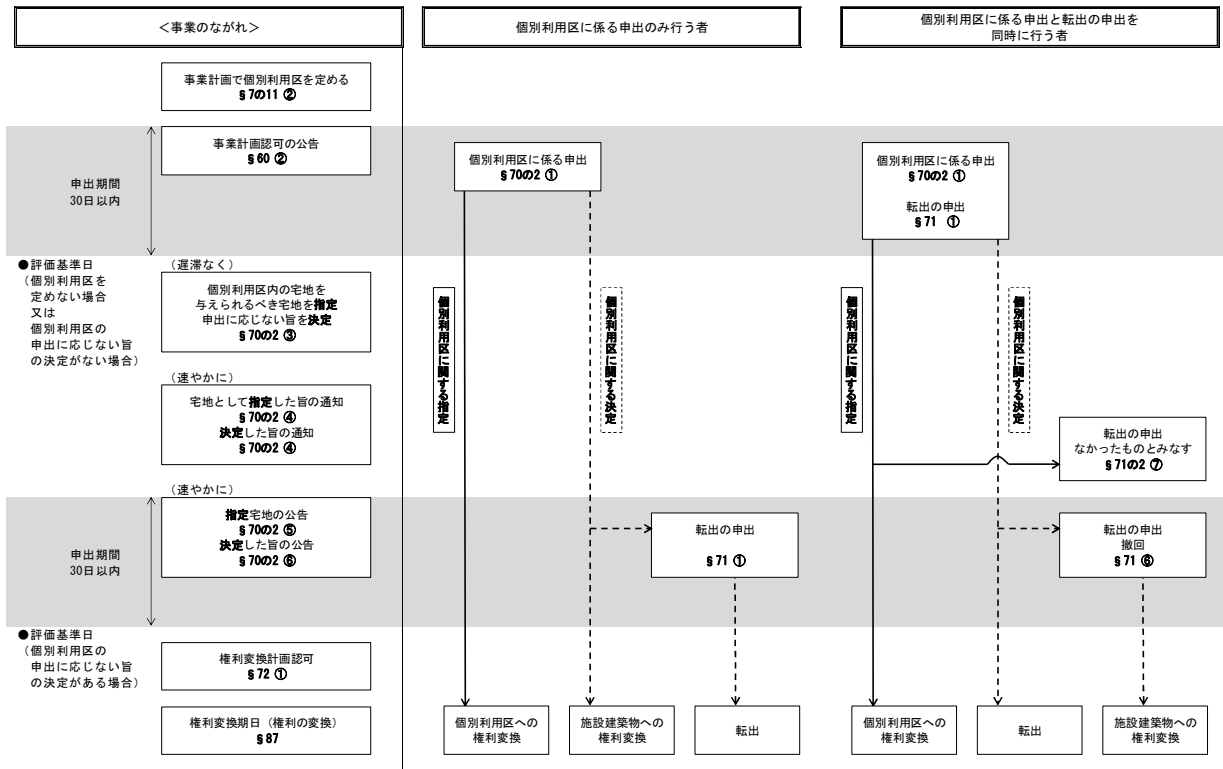 ＜事業のながれ＞
個別利用区に係る申出のみ行う者
個別利用区に係る申出と転出の申出を
同時に行う者
事業計画で個別利用区を定める
§7の11 ②
事業計画認可の公告
§60 ②
申出期間
30日以内
●評価基準日
（個別利用区を
定めない場合
又は
個別利用区の
申出に応じない旨
の決定がない場合）
（遅滞なく）
個別利用区内の宅地を
与えられるべき宅地を指定
申出に応じない旨を決定
§70の2 ③
（速やかに）
宅地として指定した旨の通知
§70の2 ④
決定した旨の通知
§70の2 ④
（速やかに）
指定宅地の公告
§70の2 ⑤
決定した旨の公告
§70の2 ⑥
申出期間
30日以内
●評価基準日
（個別利用区の
申出に応じない旨
の決定がある場合）
権利変換計画認可
§72 ①
権利変換期日（権利の変換）
§87
個別利用区に係る申出
§70の2 ①
個別利用区に関する指定
個別利用区に関する決定
転出の申出
§71 ①
個別利用区への
権利変換
施設建築物への
権利変換
転出
個別利用区に係る申出
§70の2 ①
転出の申出
§71 ①
個別利用区に関する指定
個別利用区に関する決定
転出の申出
なかったものとみなす
§71の2 ⑦
転出の申出
撤回
§71 ⑥
個別利用区への
権利変換
転出
施設建築物への
権利変換